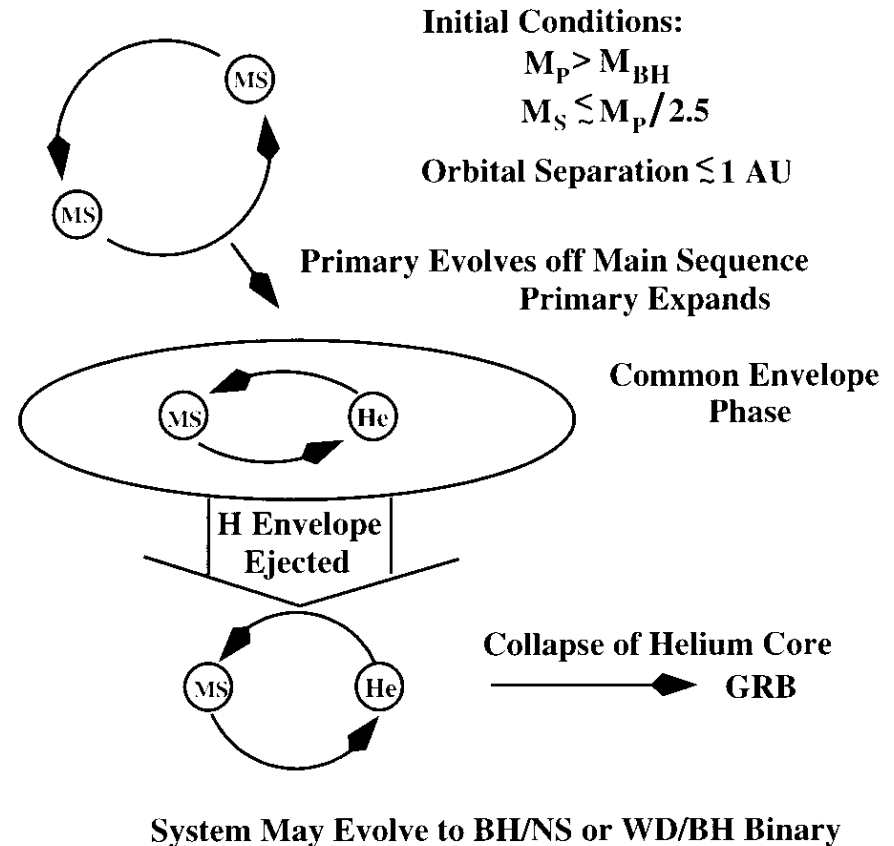 Initial Conditions:
M_P > M_BH
M_S ≲ M_P / 2.5
Orbital Separation ≲ 1 AU
MS
MS
Primary Evolves off Main Sequence
Primary Expands
Common Envelope
Phase
MS
He
H Envelope
Ejected
Collapse of Helium Core
GRB
MS
He
System May Evolve to BH/NS or WD/BH Binary